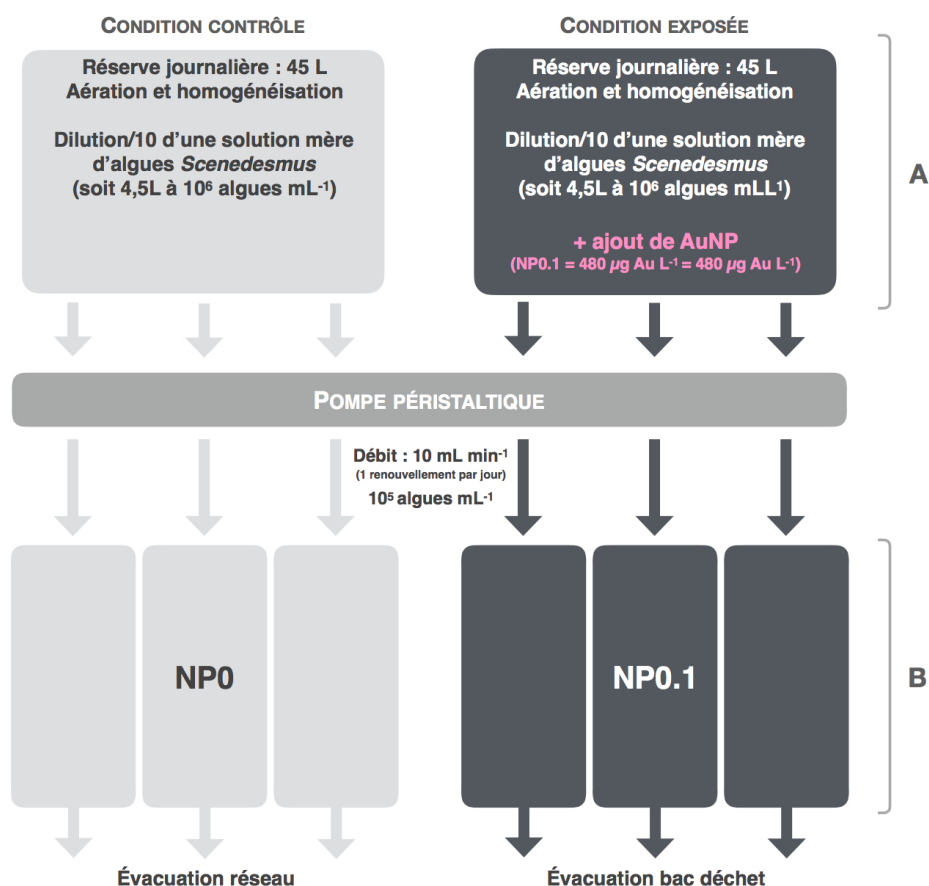 CONDITION CONTRÔLE
Réserve journalière : 45 L
Aération et homogénéisation
Dilution/10 d'une solution mère
d'algues Scenedesmus
(soit 4,5L à 10⁶ algues mL⁻¹)
CONDITION EXPOSÉE
Réserve journalière : 45 L
Aération et homogénéisation
Dilution/10 d'une solution mère
d'algues Scenedesmus
(soit 4,5L à 10⁶ algues mLL¹)
+ ajout de AuNP
(NP0.1 = 480 µg Au L⁻¹ = 480 µg Au L⁻¹)
A
POMPE PÉRISTALTIQUE
Débit : 10 mL min⁻¹
(1 renouvellement par jour)
10⁵ algues mL⁻¹
NP0
NP0.1
B
Évacuation réseau
Évacuation bac déchet